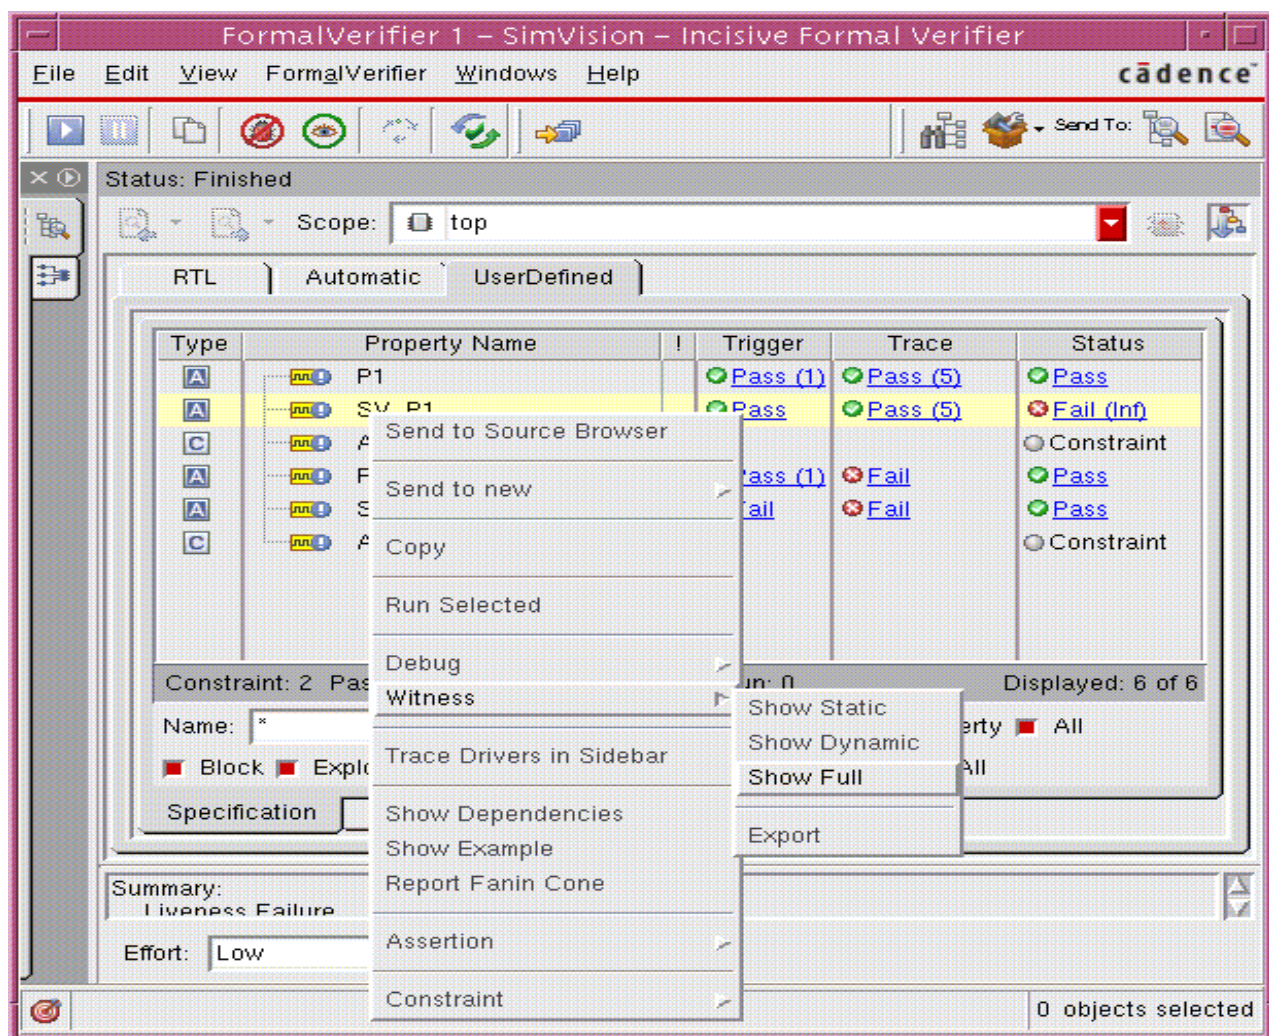 FormalVerifier 1 – SimVision – Incisive Formal Verifier
File Edit View FormalVerifier Windows Help cādence
Send To:
Status: Finished
Scope: top
RTL Automatic UserDefined
Type Property Name ! Trigger Trace Status
A P1 Pass (1) Pass (5) Pass
A SV_P1 Pass Pass (5) Fail (Inf)
C Constraint
A Fail Pass
A Fail Pass
C Constraint
Send to Source Browser
Send to new
Copy
Run Selected
Debug
Witness
Trace Drivers in Sidebar
Show Dependencies
Show Example
Report Fanin Cone
Assertion
Constraint
Show Static
Show Dynamic
Show Full
Export
Constraint: 2 Displayed: 6 of 6
Name: * All
Block
Specification
Summary:
Liveness Failure
Effort: Low
0 objects selected